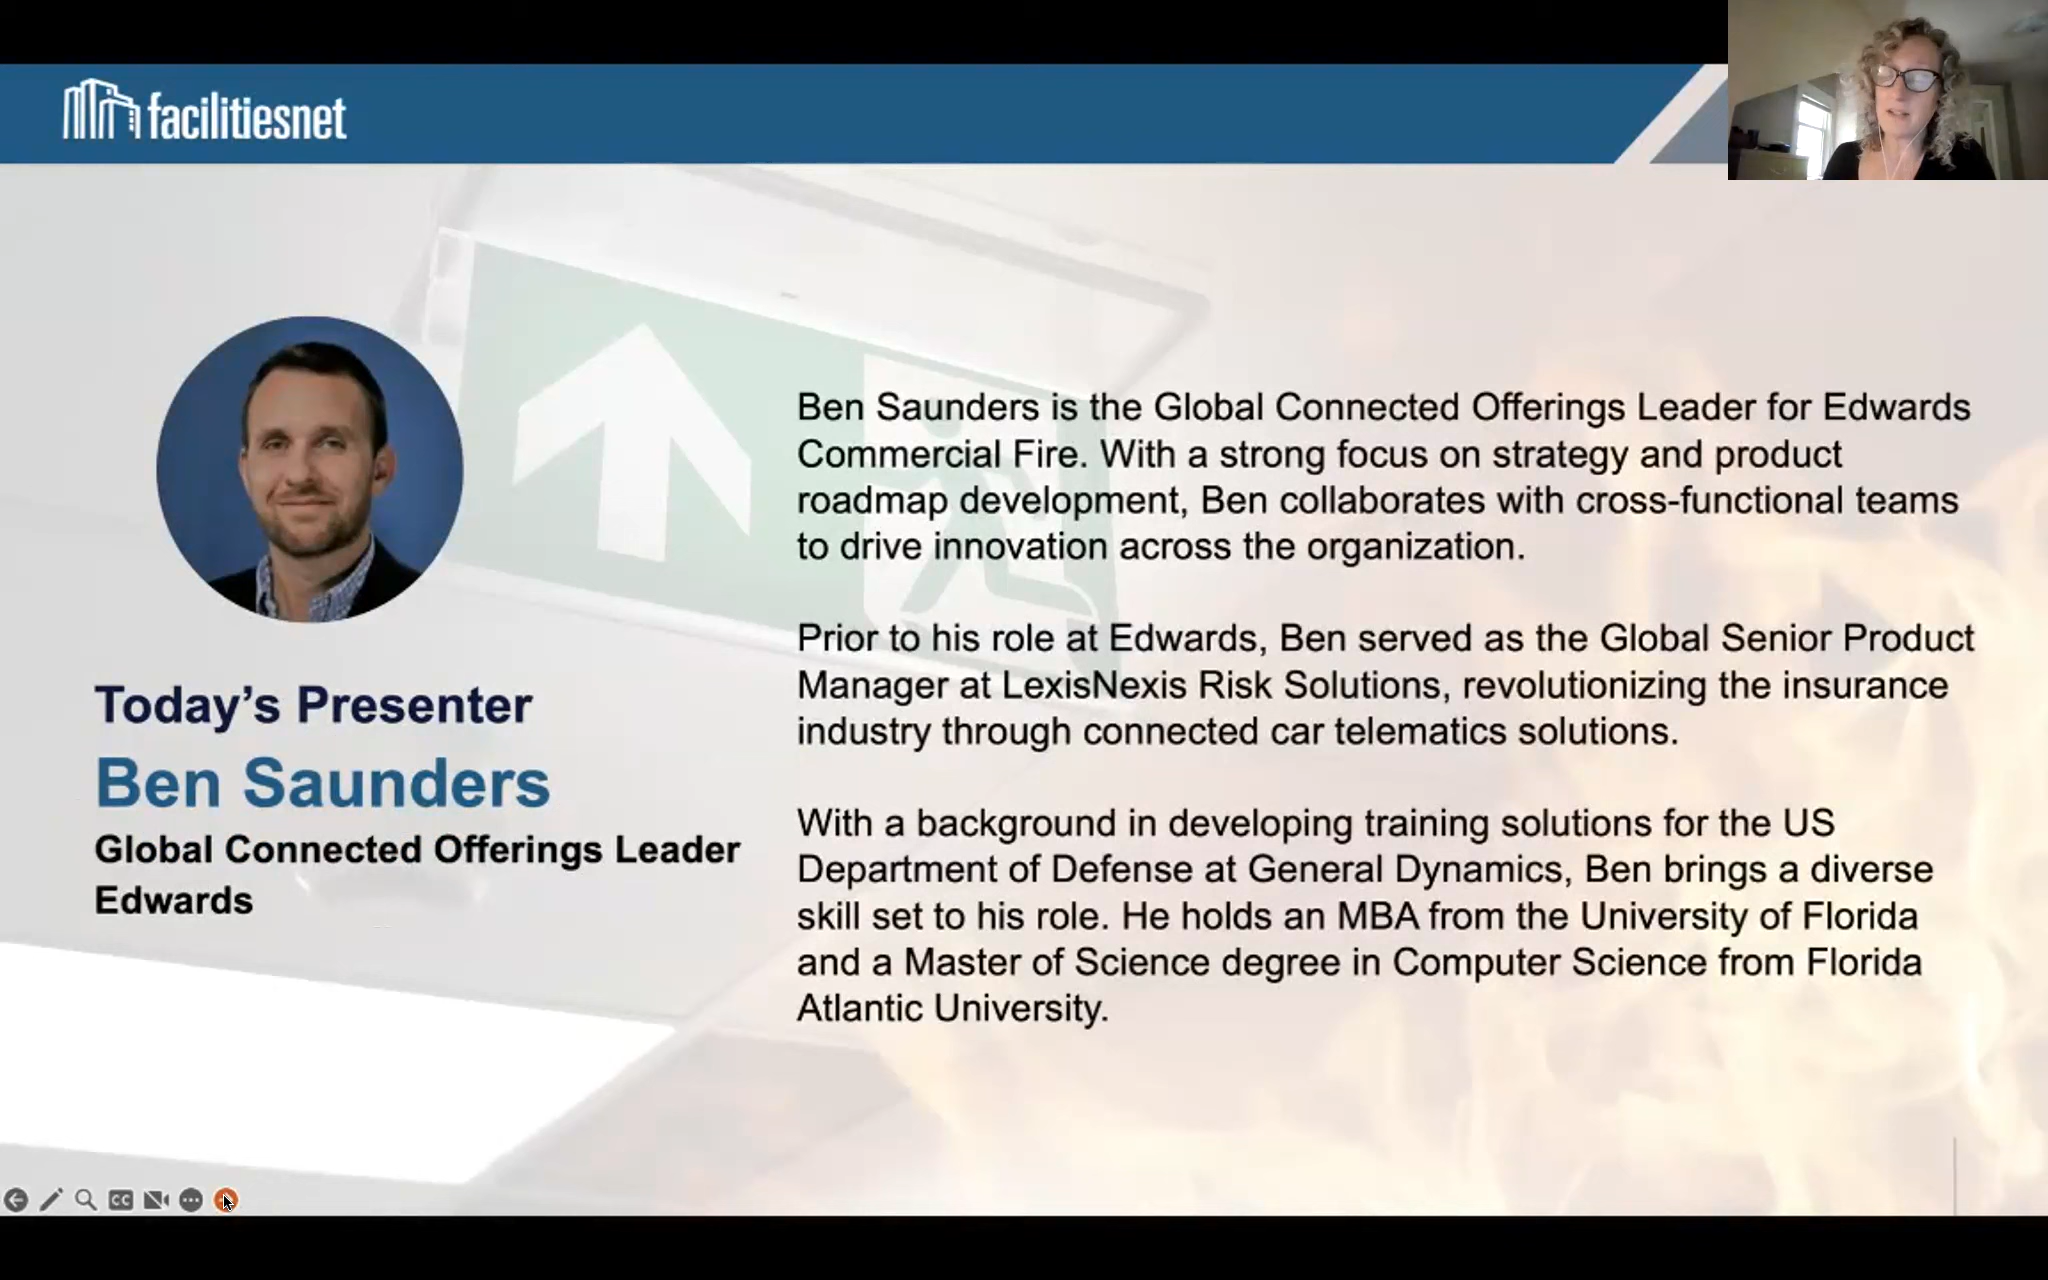 facilitiesnet
Today's Presenter
Ben Saunders
Global Connected Offerings Leader
Edwards
Ben Saunders is the Global Connected Offerings Leader for Edwards
Commercial Fire. With a strong focus on strategy and product
roadmap development, Ben collaborates with cross-functional teams
to drive innovation across the organization.
Prior to his role at Edwards, Ben served as the Global Senior Product
Manager at LexisNexis Risk Solutions, revolutionizing the insurance
industry through connected car telematics solutions.
With a background in developing training solutions for the US
Department of Defense at General Dynamics, Ben brings a diverse
skill set to his role. He holds an MBA from the University of Florida
and a Master of Science degree in Computer Science from Florida
Atlantic University.
CC